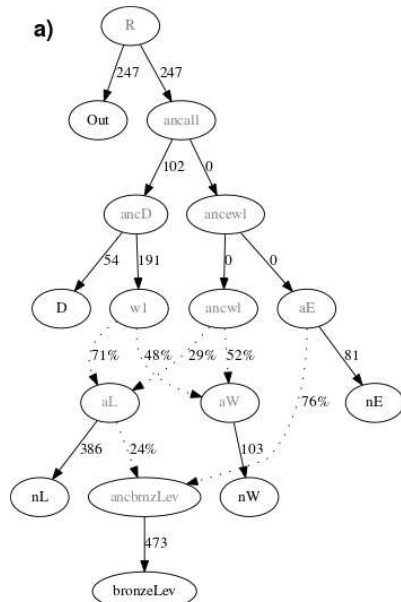 a)
R
247 247
Out ancall
102 0
ancD ancewl
54 191 0 0
D w1 ancwl aE
71% 48% 29% 52% 81
aL aW 76% nE
386 24% 103
nL ancbrnzLev nW
473
bronzeLev